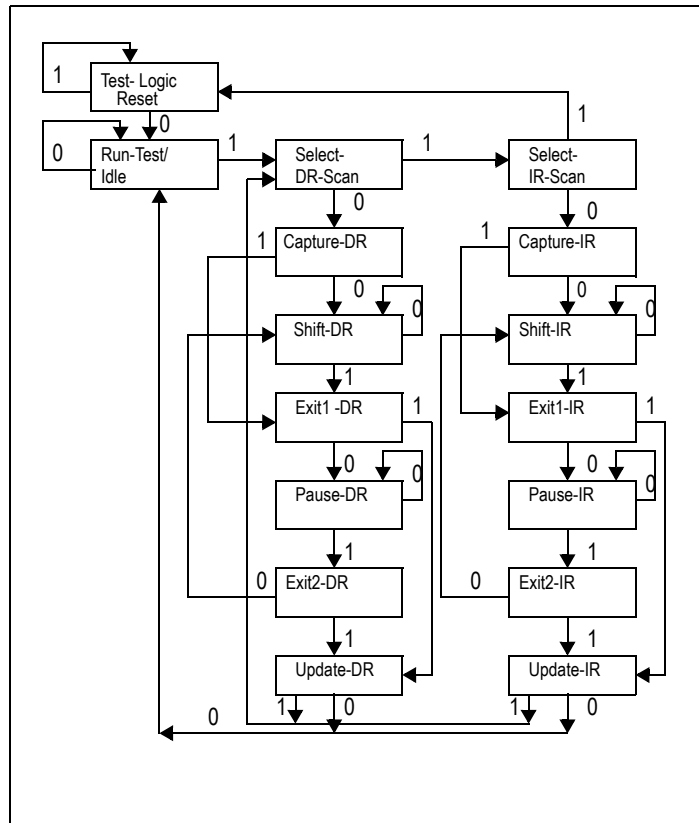 1
Test- Logic
Reset
1
0
0
Run-Test/
Idle
1
Select-
DR-Scan
1
Select-
IR-Scan
0
0
1
Capture-DR
1
Capture-IR
0
0
0
0
Shift-DR
Shift-IR
1
1
Exit1 -DR
1
Exit1-IR
1
0
0
0
0
Pause-DR
Pause-IR
1
1
0
Exit2-DR
0
Exit2-IR
1
1
Update-DR
Update-IR
0
1
0
1
0